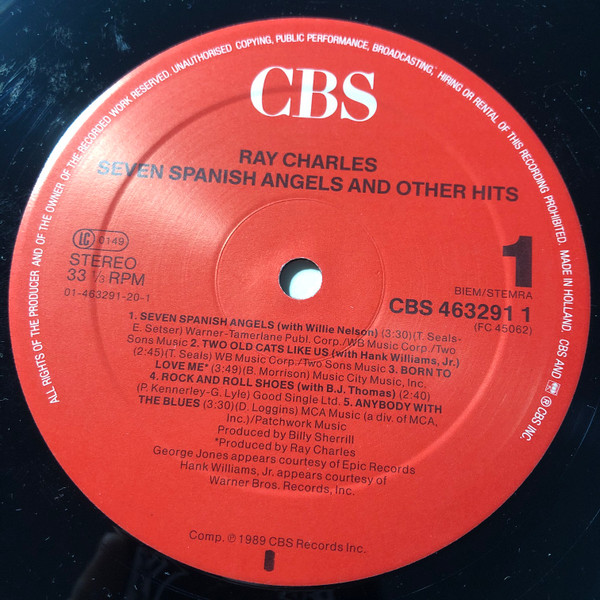 ALL RIGHTS OF THE PRODUCER AND OF THE OWNER OF THE RECORDED WORK RESERVED. UNAUTHORISED COPYING, PUBLIC PERFORMANCE, BROADCASTING, HIRING OR RENTAL OF THIS RECORDING PROHIBITED. MADE IN HOLLAND. CBS AND ℗ CBS INC.
CBS
RAY CHARLES
SEVEN SPANISH ANGELS AND OTHER HITS
LC 0149
STEREO
33 ⅓ RPM
01-463291-20-1
1
BIEM/STEMRA
CBS 463291 1
(FC 45062)
1. SEVEN SPANISH ANGELS (with Willie Nelson) (3:30)(T. Seals-
E. Setser) Warner-Tamerlane Publ. Corp./WB Music Corp./Two
Sons Music 2. TWO OLD CATS LIKE US (with Hank Williams, Jr.)
(2:45)(T. Seals) WB Music Corp./Two Sons Music 3. BORN TO
LOVE ME* (3:49)(B. Morrison) Music City Music, Inc.
4. ROCK AND ROLL SHOES (with B.J. Thomas) (2:40)
(P. Kennerley-G. Lyle) Good Single Ltd. 5. ANYBODY WITH
THE BLUES (3:30)(D. Loggins) MCA Music (a div. of MCA,
Inc.)/Patchwork Music
Produced by Billy Sherrill
*Produced by Ray Charles
George Jones appears courtesy of Epic Records
Hank Williams, Jr. appears courtesy of
Warner Bros. Records, Inc.
Comp. ℗ 1989 CBS Records Inc.